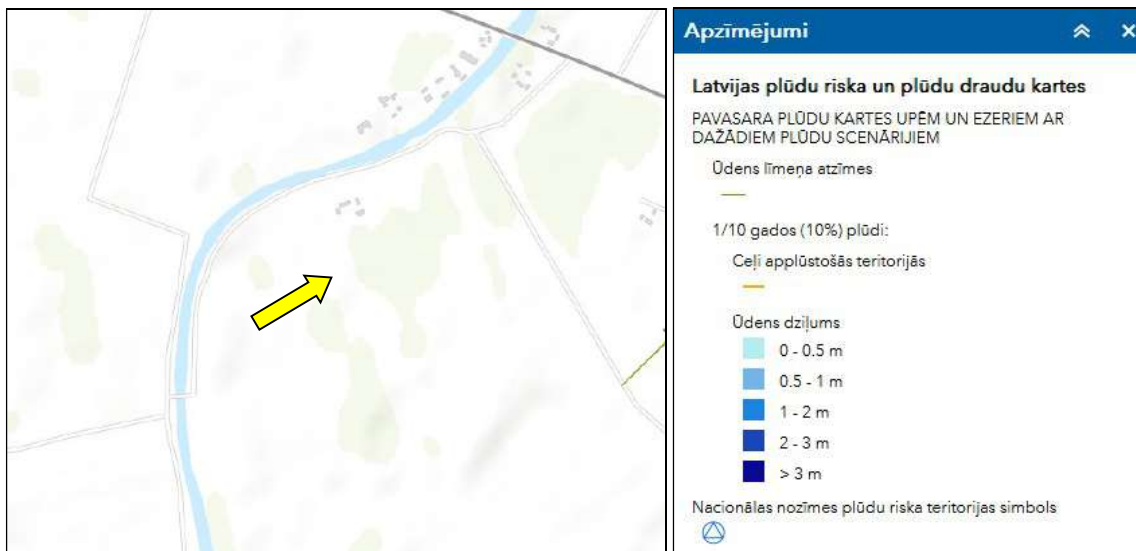 Apzīmējumi
Latvijas plūdu riska un plūdu draudu kartes
PAVASARA PLŪDU KARTES UPĒM UN EZERIEM AR
DAŽĀDIEM PLŪDU SCENĀRIJIEM
Ūdens līmeņa atzīmes
1/10 gados (10%) plūdi:
Ceļi applūstošās teritorijās
Ūdens dziļums
0 - 0.5 m
0.5 - 1 m
1 - 2 m
2 - 3 m
> 3 m
Nacionālas nozīmes plūdu riska teritorijas simbols